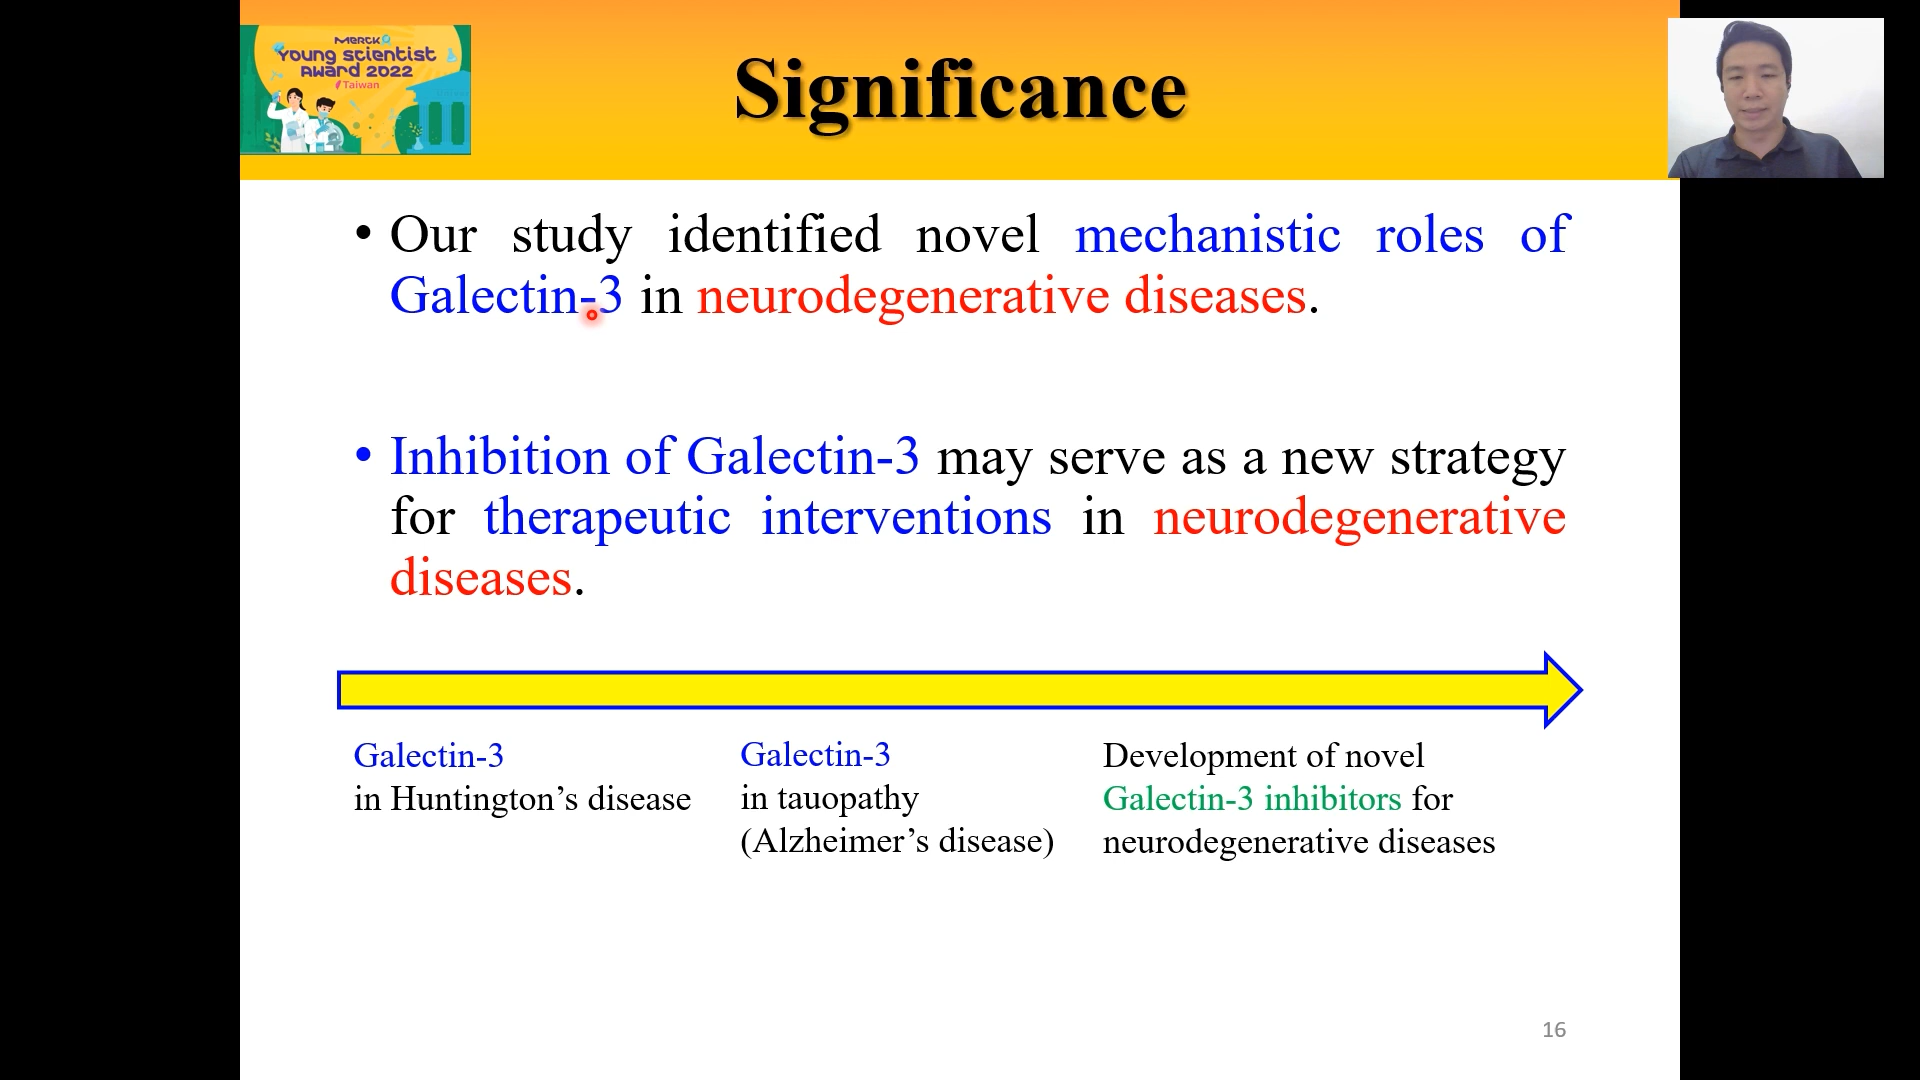 MERCK
Young scientist
AWARD 2022
Taiwan
Significance
• Our study identified novel mechanistic roles of
Galectin-3 in neurodegenerative diseases.
• Inhibition of Galectin-3 may serve as a new strategy
for therapeutic interventions in neurodegenerative
diseases.
Galectin-3
in Huntington’s disease
Galectin-3
in tauopathy
(Alzheimer’s disease)
Development of novel
Galectin-3 inhibitors for
neurodegenerative diseases
16